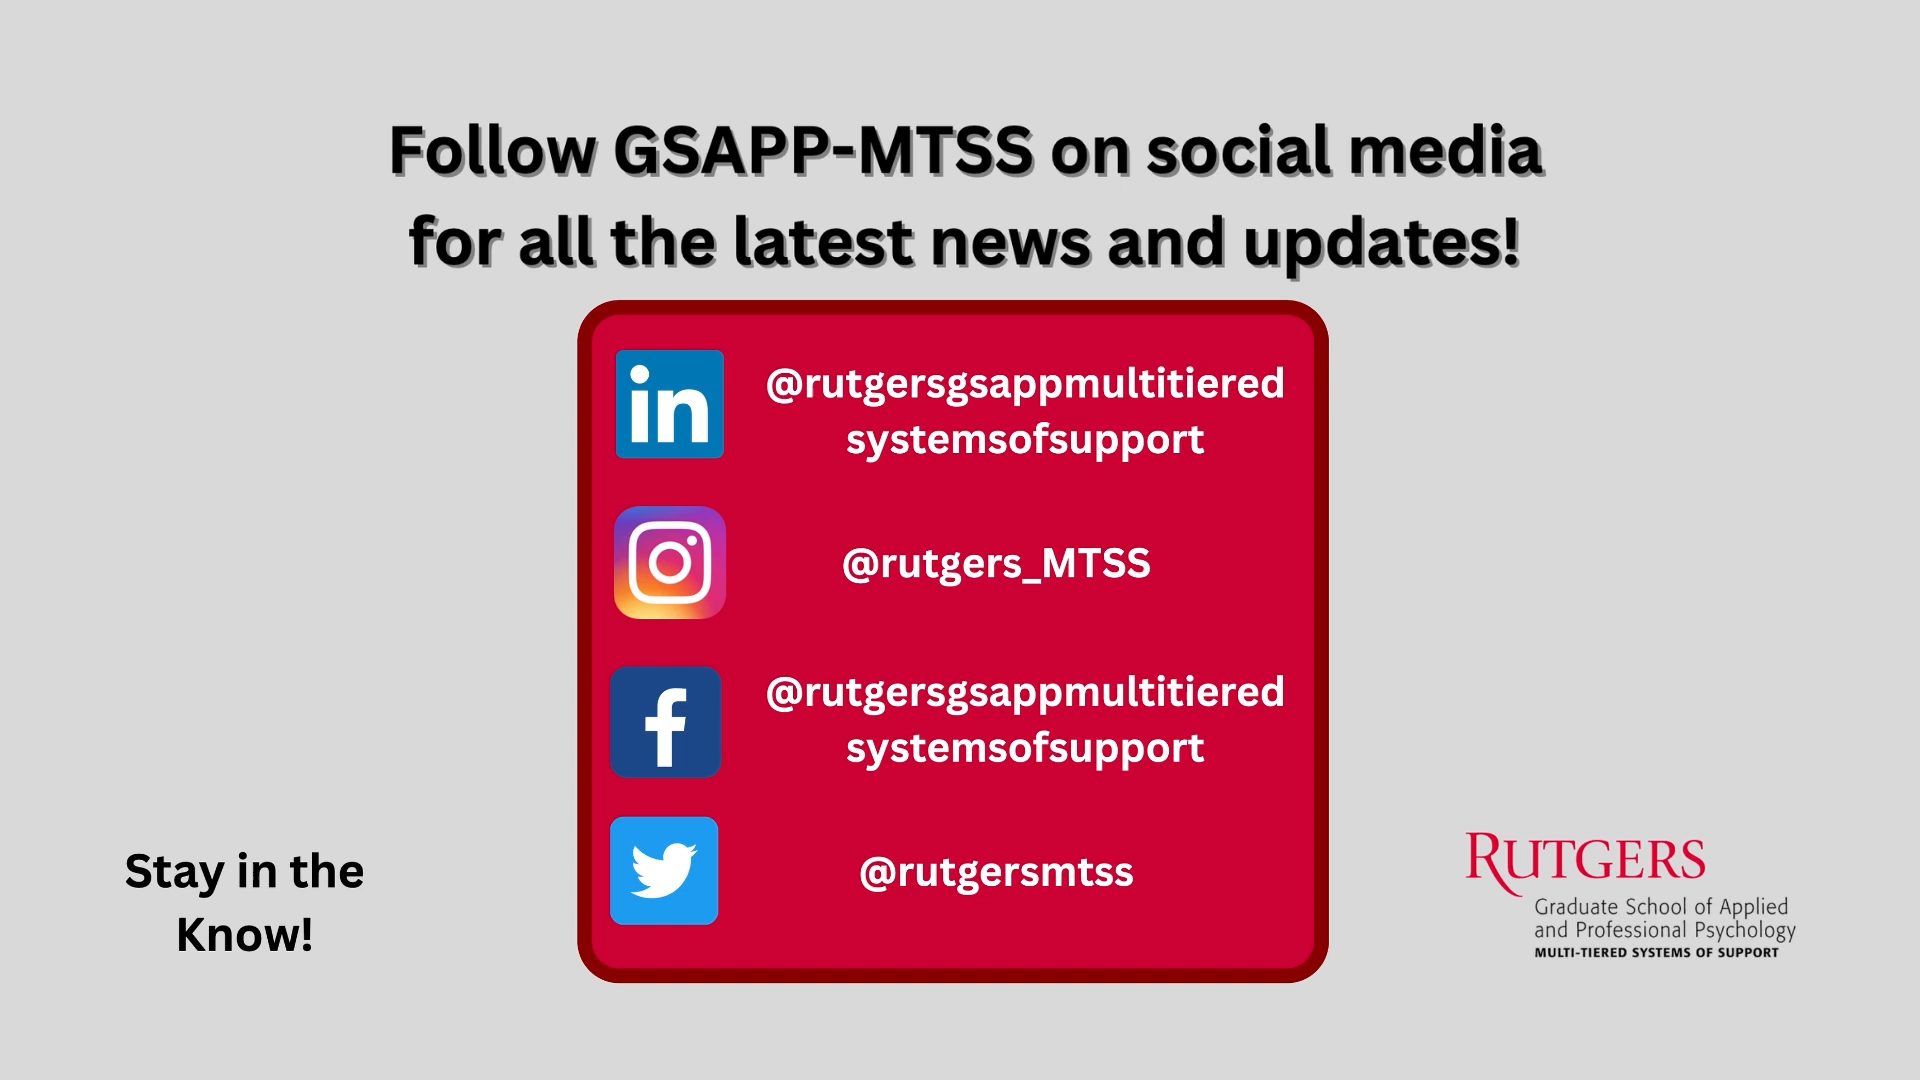 Follow GSAPP-MTSS on social media
for all the latest news and updates!
in
@rutgersgsappmultitiered
systemsofsupport
@rutgers_MTSS
f
@rutgersgsappmultitiered
systemsofsupport
@rutgersmtss
Stay in the
Know!
RUTGERS
Graduate School of Applied
and Professional Psychology
MULTI-TIERED SYSTEMS OF SUPPORT